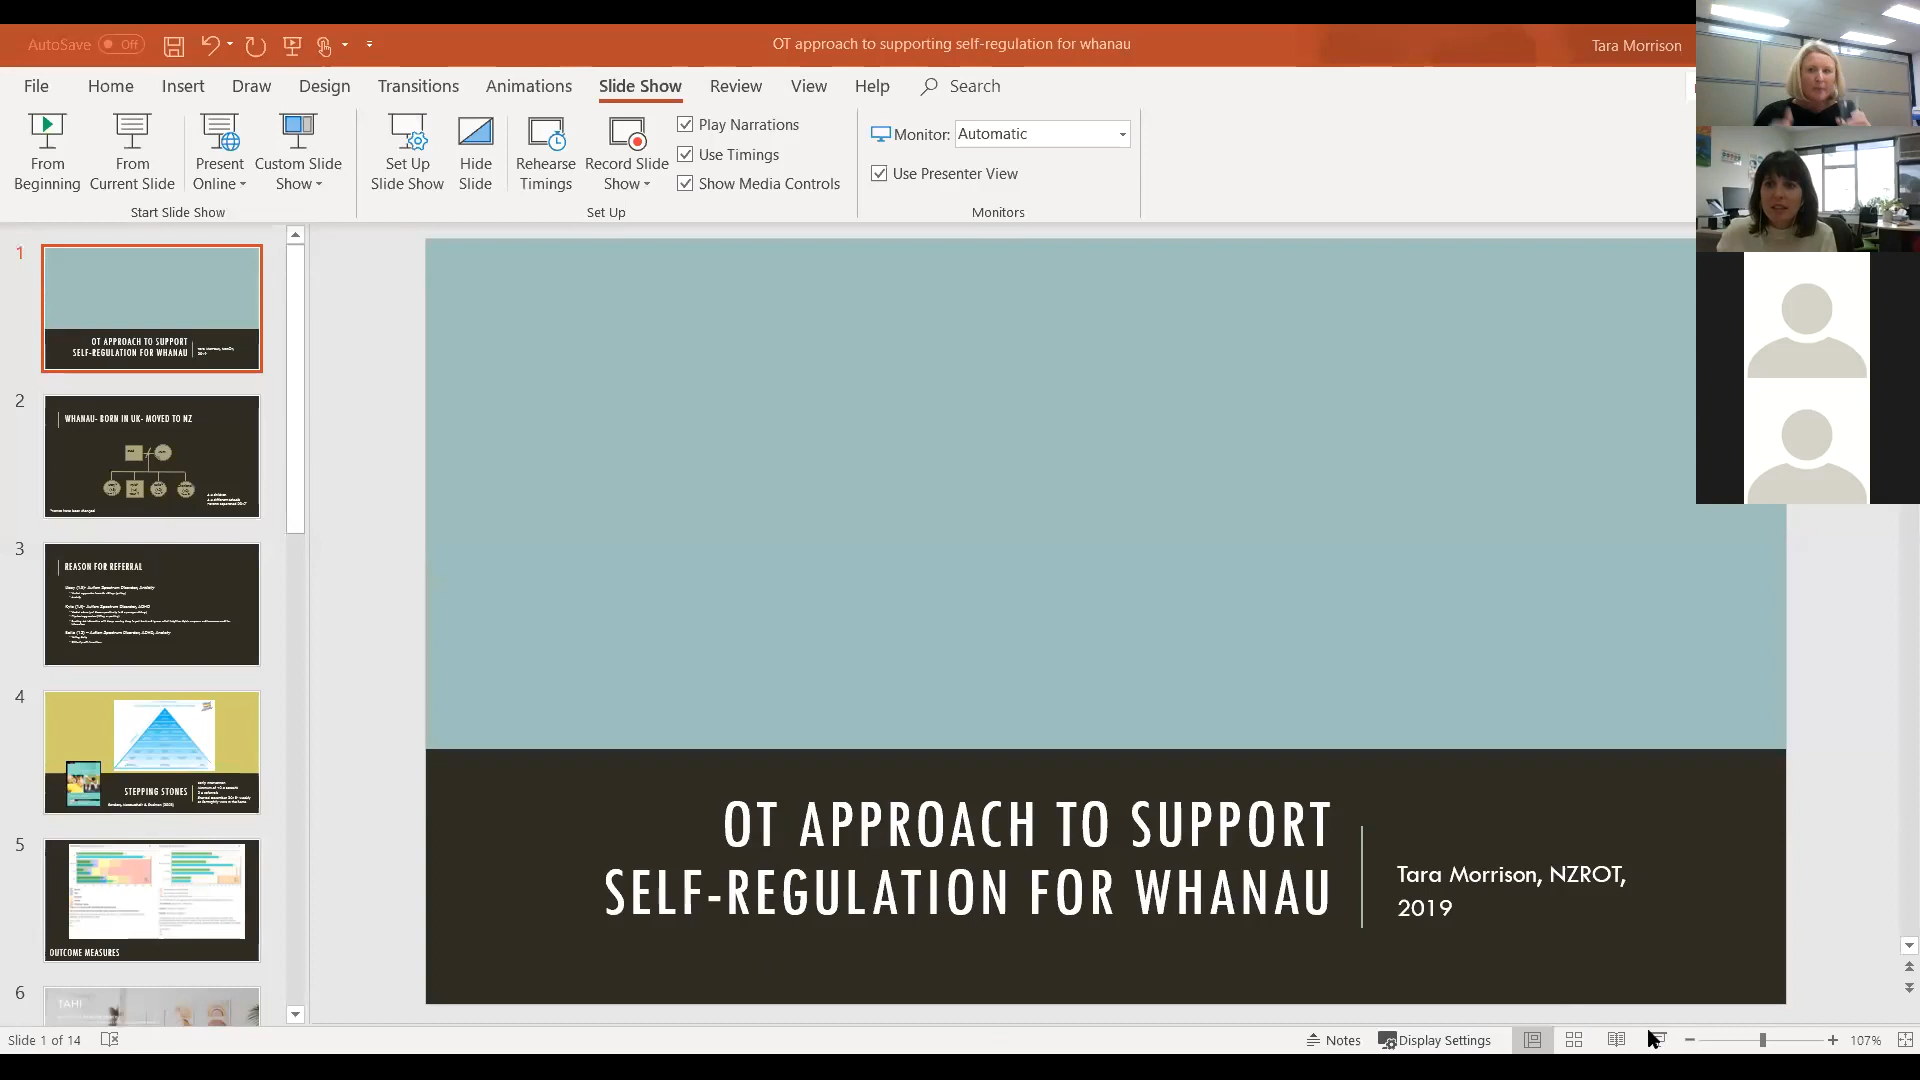 AutoSave Off
OT approach to supporting self-regulation for whanau
Tara Morrison
File Home Insert Draw Design Transitions Animations Slide Show Review View Help Search
From Beginning
From Current Slide
Present Online
Custom Slide Show
Set Up Slide Show
Hide Slide
Rehearse Timings
Record Slide Show
Play Narrations
Use Timings
Show Media Controls
Monitor: Automatic
Use Presenter View
Start Slide Show
Set Up
Monitors
1
OT APPROACH TO SUPPORT
SELF-REGULATION FOR WHANAU
2
WHANAU- BORN IN UK- MOVED TO NZ
3
REASON FOR REFERRAL
4
STEPPING STONES
5
OUTCOME MEASURES
6
TAHI
OT APPROACH TO SUPPORT
SELF-REGULATION FOR WHANAU
Tara Morrison, NZROT,
2019
Slide 1 of 14
Notes
Display Settings
107%